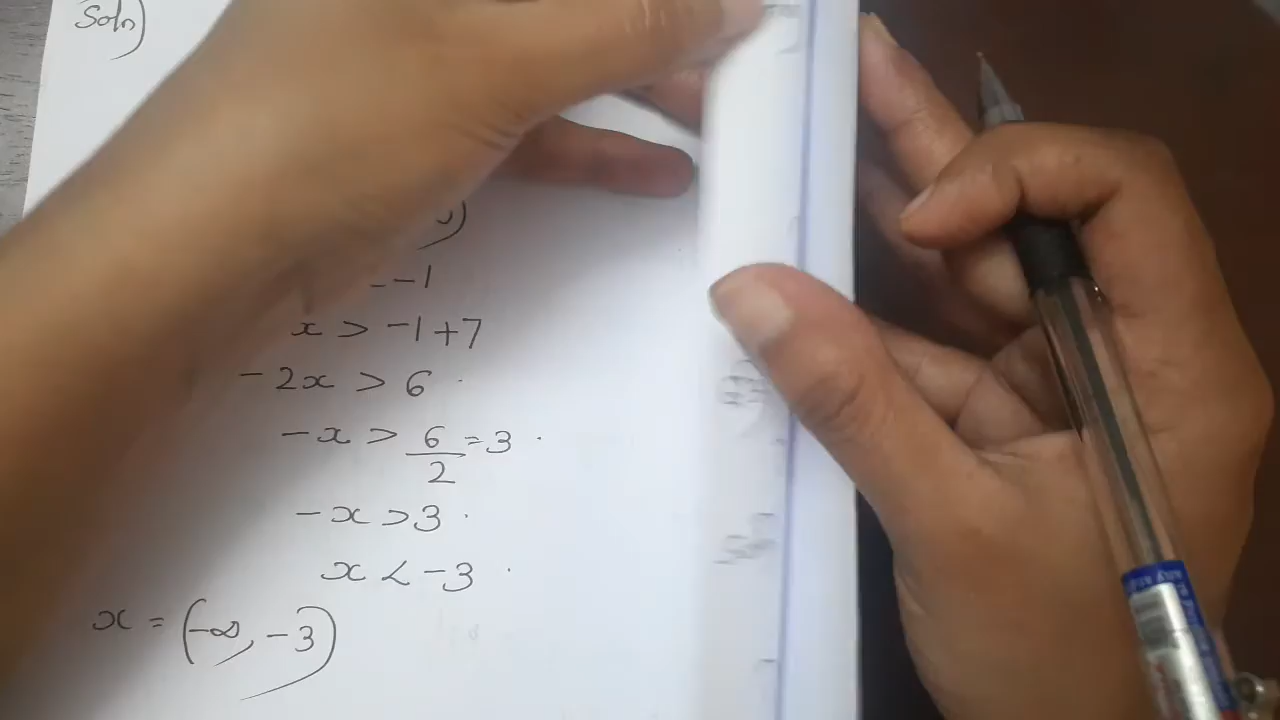 Soln)
--1
x > -1+7
-2x > 6
-x > 6/2 = 3
-x > 3
x < -3
x = (-∞, -3)